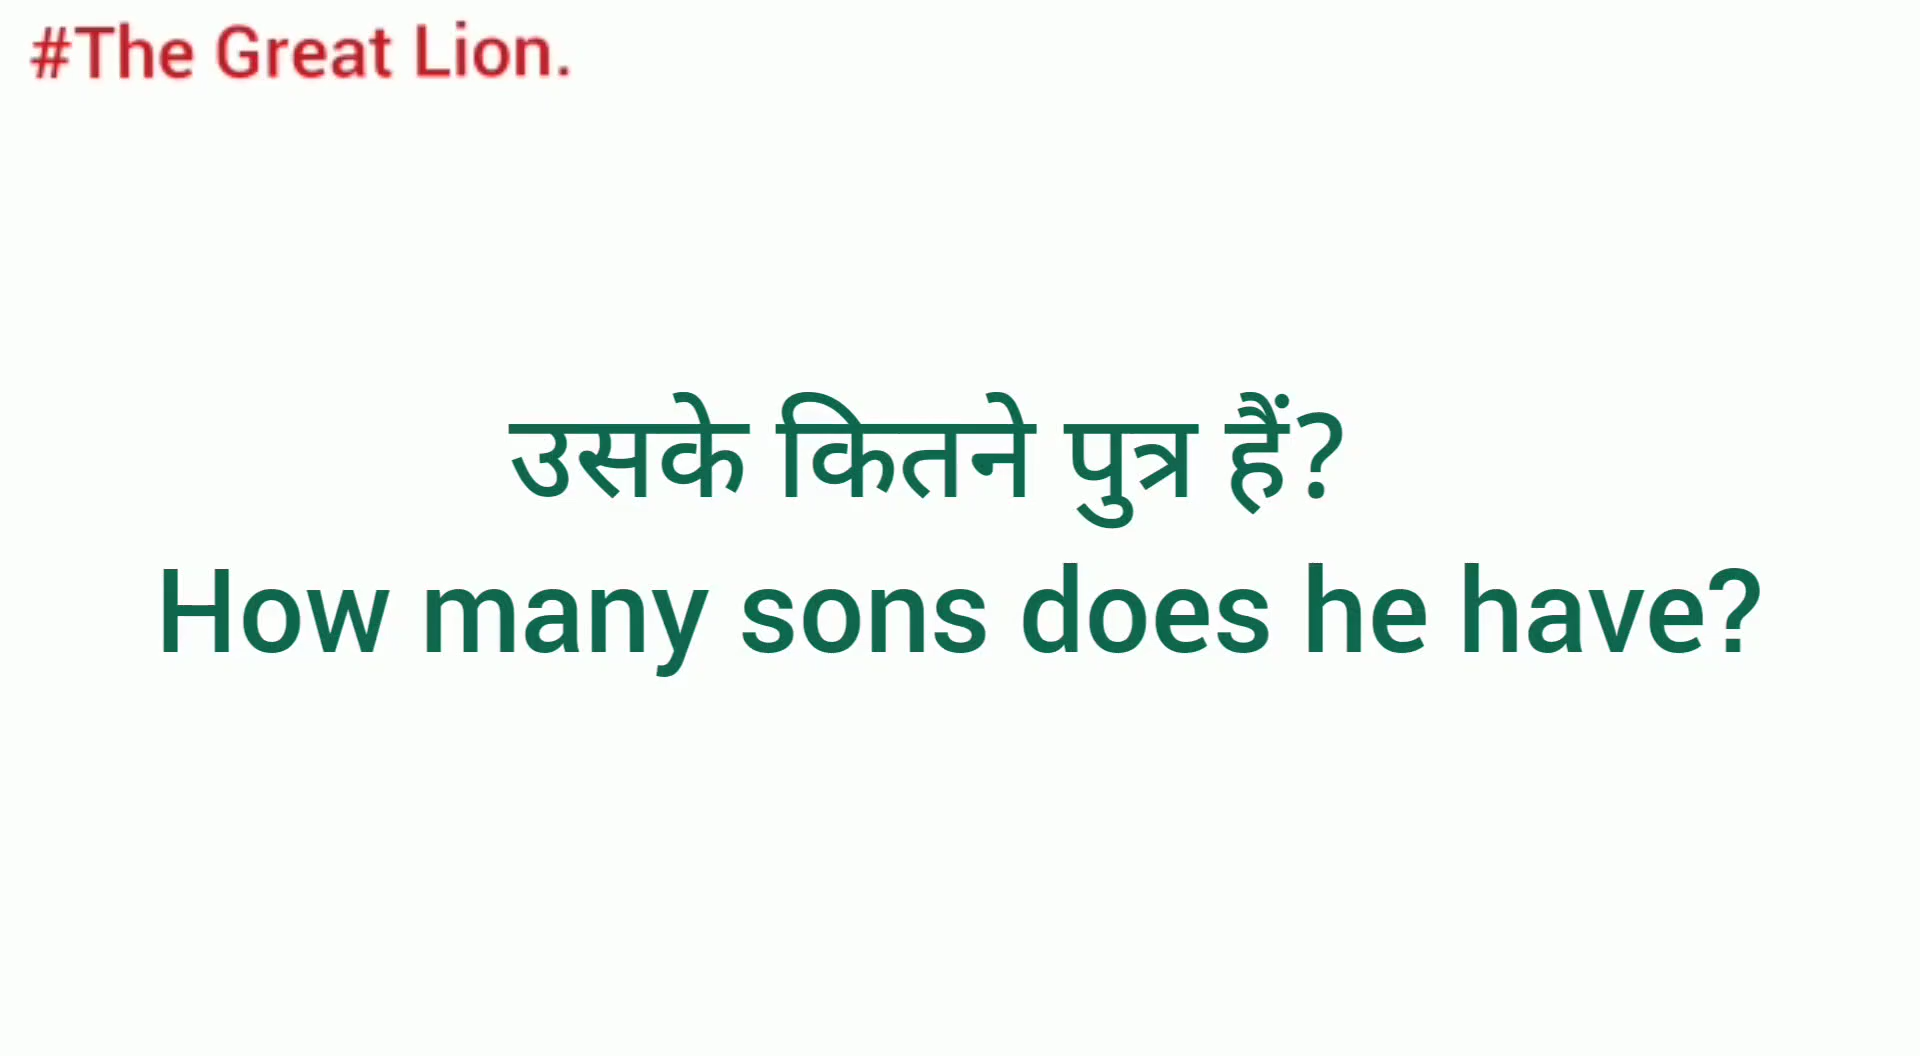 #The Great Lion.
उसके कितने पुत्र हैं?
How many sons does he have?